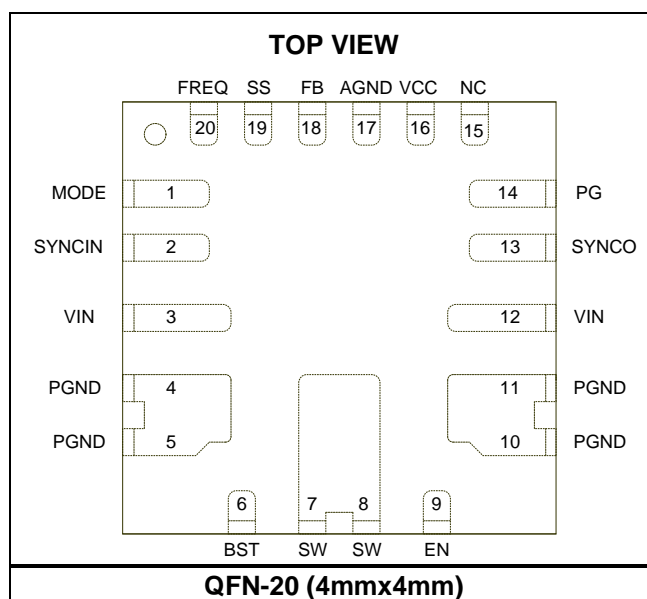 TOP VIEW
FREQ SS FB AGND VCC NC
20 19 18 17 16 15
MODE 1 14 PG
SYNCIN 2 13 SYNCO
VIN 3 12 VIN
PGND 4 11 PGND
PGND 5 10 PGND
6 7 8 9
BST SW SW EN
QFN-20 (4mmx4mm)